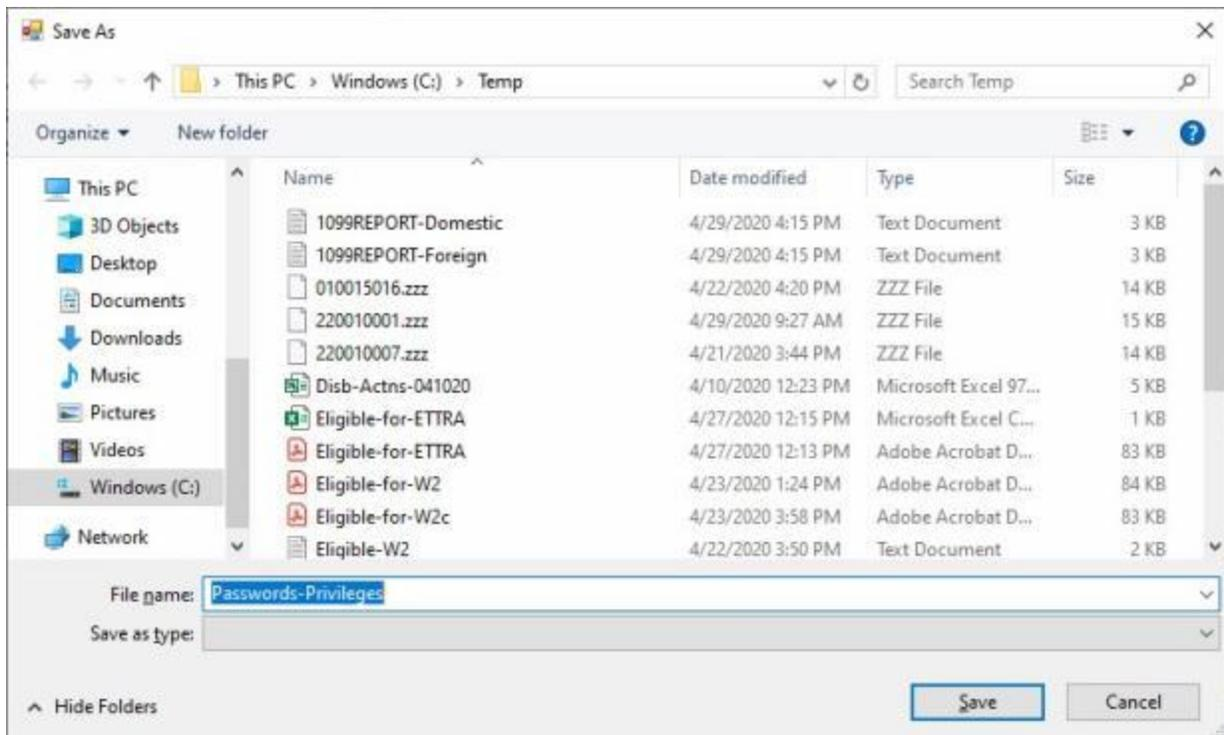 Save As
This PC > Windows (C:) > Temp
Search Temp
Organize
New folder
Name Date modified Type Size
This PC
3D Objects
Desktop
Documents
Downloads
Music
Pictures
Videos
Windows (C:)
Network
1099REPORT-Domestic 4/29/2020 4:15 PM Text Document 3 KB
1099REPORT-Foreign 4/29/2020 4:15 PM Text Document 3 KB
010015016.zzz 4/22/2020 4:20 PM ZZZ File 14 KB
220010001.zzz 4/29/2020 9:27 AM ZZZ File 15 KB
220010007.zzz 4/21/2020 3:44 PM ZZZ File 14 KB
Disb-Actns-041020 4/10/2020 12:23 PM Microsoft Excel 97... 5 KB
Eligible-for-ETTRA 4/27/2020 12:15 PM Microsoft Excel C... 1 KB
Eligible-for-ETTRA 4/27/2020 12:13 PM Adobe Acrobat D... 83 KB
Eligible-for-W2 4/23/2020 1:24 PM Adobe Acrobat D... 84 KB
Eligible-for-W2c 4/23/2020 3:58 PM Adobe Acrobat D... 83 KB
Eligible-W2 4/22/2020 3:50 PM Text Document 2 KB
File name: Passwords-Privileges
Save as type:
Hide Folders
Save
Cancel